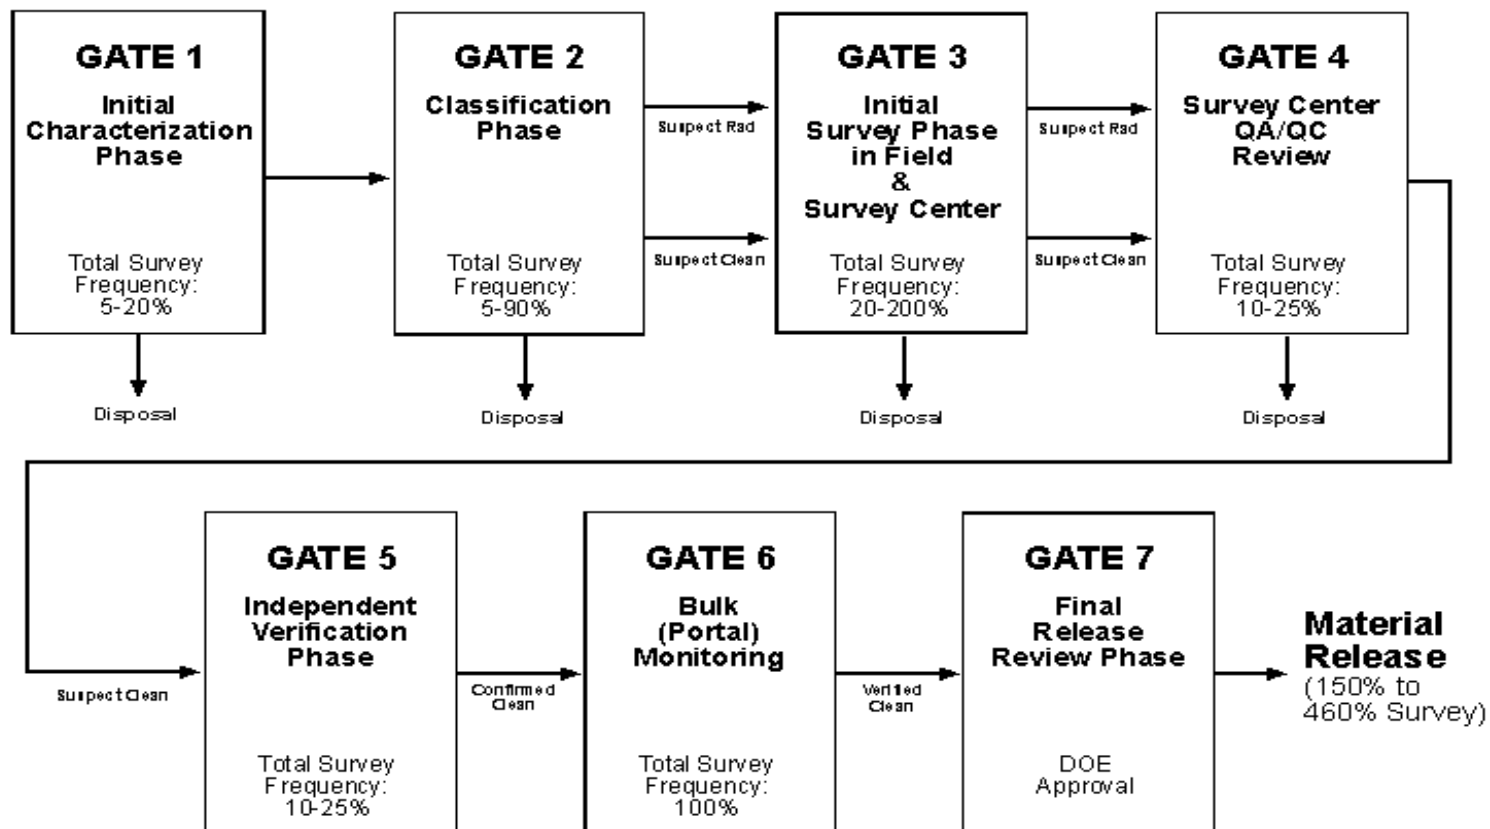 GATE 1
Initial
Characterization
Phase
Total Survey
Frequency:
5-20%
Disposal
GATE 2
Classification
Phase
Total Survey
Frequency:
5-90%
Disposal
Suspect Rad
Suspect Clean
GATE 3
Initial
Survey Phase
in Field
&
Survey Center
Total Survey
Frequency:
20-200%
Disposal
Suspect Rad
Suspect Clean
GATE 4
Survey Center
QA/QC
Review
Total Survey
Frequency:
10-25%
Disposal
Suspect Clean
GATE 5
Independent
Verification
Phase
Total Survey
Frequency:
10-25%
Confirmed
Clean
GATE 6
Bulk
(Portal)
Monitoring
Total Survey
Frequency:
100%
Verified
Clean
GATE 7
Final
Release
Review Phase
DOE
Approval
Material
Release
(150% to
460% Survey)